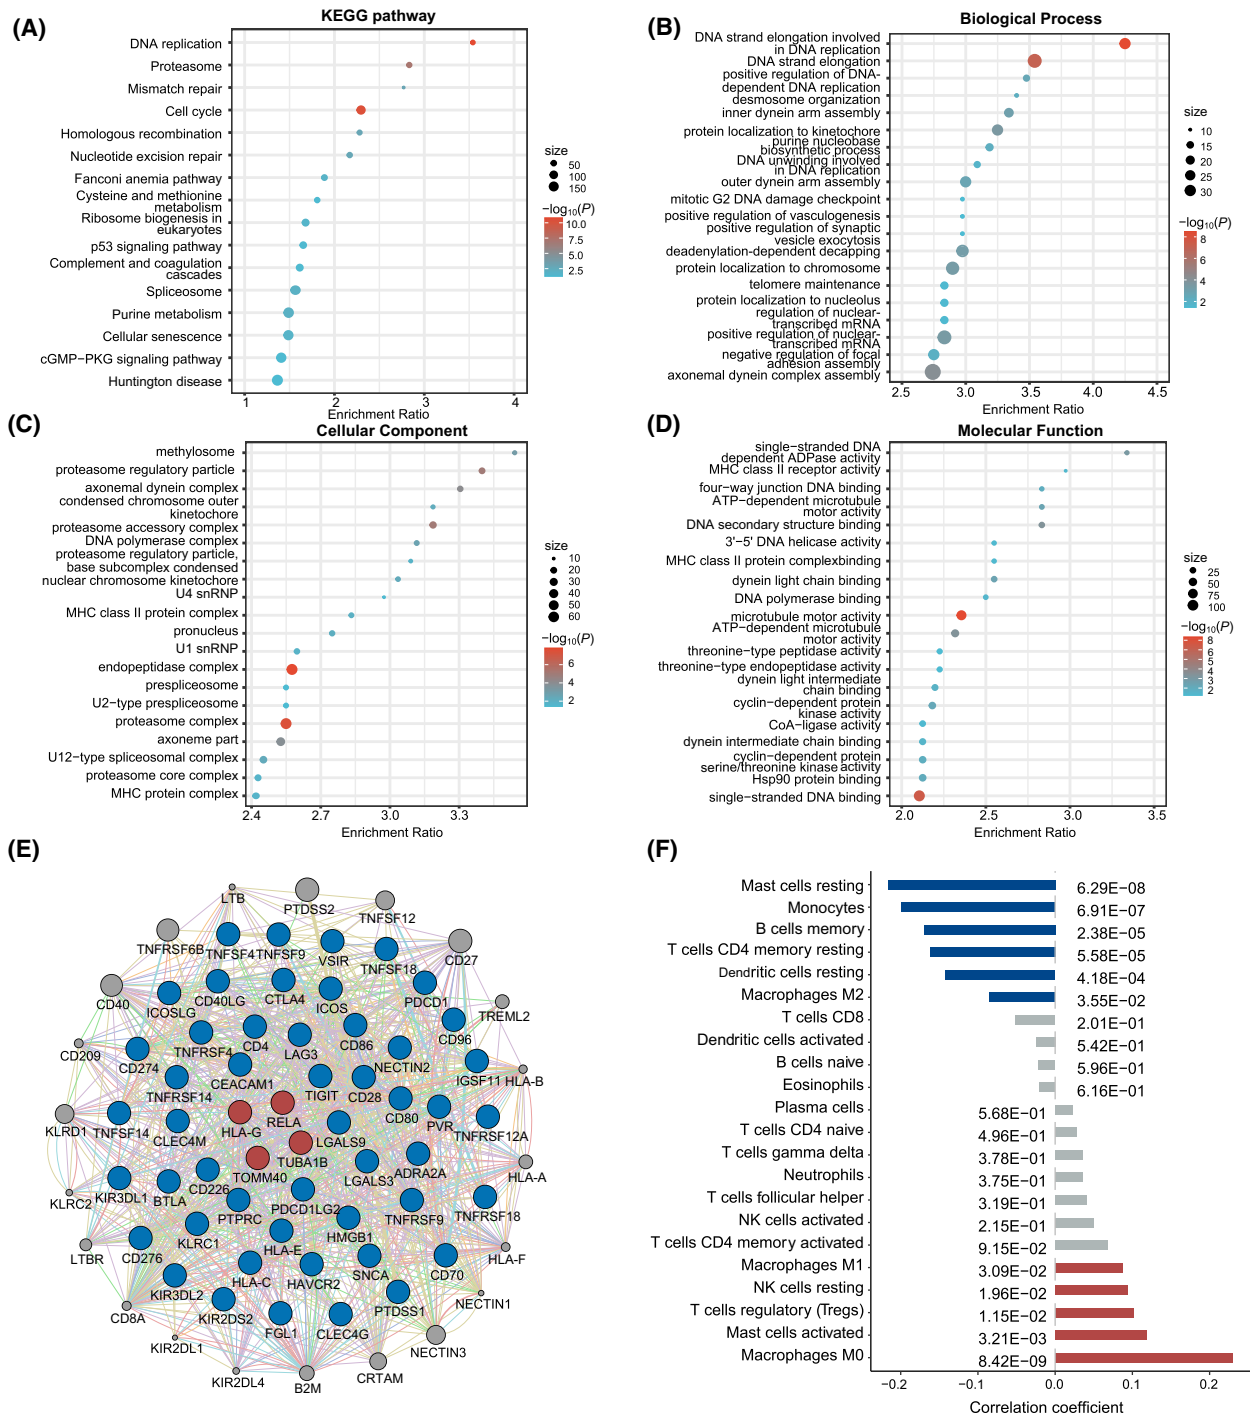 (A)
KEGG pathway
DNA replication
Proteasome
Mismatch repair
Cell cycle
Homologous recombination
Nucleotide excision repair
Fanconi anemia pathway
Cysteine and methionine
metabolism
Ribosome biogenesis in
eukaryotes
p53 signaling pathway
Complement and coagulation
cascades
Spliceosome
Purine metabolism
Cellular senescence
cGMP−PKG signaling pathway
Huntington disease
1 2 3 4
Enrichment Ratio
size
50
100
150
−log10(P)
10.0
7.5
5.0
2.5
(B)
Biological Process
DNA strand elongation involved
in DNA replication
DNA strand elongation
positive regulation of DNA-
dependent DNA replication
desmosome organization
inner dynein arm assembly
protein localization to kinetochore
purine nucleobase
biosynthetic process
DNA unwinding involved
in DNA replication
outer dynein arm assembly
mitotic G2 DNA damage checkpoint
positive regulation of vasculogenesis
positive regulation of synaptic
vesicle exocytosis
deadenylation-dependent decapping
protein localization to chromosome
telomere maintenance
protein localization to nucleolus
regulation of nuclear-
transcribed mRNA
positive regulation of nuclear-
transcribed mRNA
negative regulation of focal
adhesion assembly
axonemal dynein complex assembly
2.5 3.0 3.5 4.0 4.5
Enrichment Ratio
size
10
15
20
25
30
−log10(P)
8
6
4
2
(C)
Cellular Component
methylosome
proteasome regulatory particle
axonemal dynein complex
condensed chromosome outer
kinetochore
proteasome accessory complex
DNA polymerase complex
proteasome regulatory particle,
base subcomplex condensed
nuclear chromosome kinetochore
U4 snRNP
MHC class II protein complex
pronucleus
U1 snRNP
endopeptidase complex
prespliceosome
U2−type prespliceosome
proteasome complex
axoneme part
U12−type spliceosomal complex
proteasome core complex
MHC protein complex
2.4 2.7 3.0 3.3
Enrichment Ratio
size
10
20
30
40
50
60
−log10(P)
6
4
2
(D)
Molecular Function
single−stranded DNA
dependent ADPase activity
MHC class II receptor activity
four−way junction DNA binding
ATP−dependent microtubule
motor activity
DNA secondary structure binding
3'−5' DNA helicase activity
MHC class II protein complexbinding
dynein light chain binding
DNA polymerase binding
microtubule motor activity
ATP−dependent microtubule
motor activity
threonine−type peptidase activity
threonine−type endopeptidase activity
dynein light intermediate
chain binding
cyclin−dependent protein
kinase activity
CoA−ligase activity
dynein intermediate chain binding
cyclin−dependent protein
serine/threonine kinase activity
Hsp90 protein binding
single−stranded DNA binding
2.0 2.5 3.0 3.5
Enrichment Ratio
size
25
50
75
100
−log10(P)
8
6
5
4
3
2
(E)
LTB
PTDSS2
TNFSF12
TNFRSF6B
TNFSF4
TNFSF9
VSIR
TNFSF18
CD27
CD40
ICOSLG
CD40LG
CTLA4
ICOS
PDCD1
TREML2
CD209
CD274
TNFRSF4
CD4
LAG3
CD86
CD96
NECTIN2
IGSF11
HLA-B
CEACAM1
TNFRSF14
TIGIT
CD28
KLRD1
TNFSF14
CLEC4M
HLA-G
RELA
LGALS9
CD80
PVR
TNFRSF12A
TOMM40
TUBA1B
LGALS3
ADRA2A
HLA-A
KLRC2
KIR3DL1
BTLA
CD226
PTPRC
PDCD1LG2
TNFRSF9
TNFRSF18
LTBR
CD276
KLRC1
HLA-E
HMGB1
HLA-F
KIR3DL2
HLA-C
HAVCR2
SNCA
CD70
NECTIN1
CD8A
KIR2DS2
FGL1
CLEC4G
PTDSS1
KIR2DL1
NECTIN3
KIR2DL4
B2M
CRTAM
(F)
Mast cells resting 6.29E−08
Monocytes 6.91E−07
B cells memory 2.38E−05
T cells CD4 memory resting 5.58E−05
Dendritic cells resting 4.18E−04
Macrophages M2 3.55E−02
T cells CD8 2.01E−01
Dendritic cells activated 5.42E−01
B cells naive 5.96E−01
Eosinophils 6.16E−01
Plasma cells 5.68E−01
T cells CD4 naive 4.96E−01
T cells gamma delta 3.78E−01
Neutrophils 3.75E−01
T cells follicular helper 3.19E−01
NK cells activated 2.15E−01
T cells CD4 memory activated 9.15E−02
Macrophages M1 3.09E−02
NK cells resting 1.96E−02
T cells regulatory (Tregs) 1.15E−02
Mast cells activated 3.21E−03
Macrophages M0 8.42E−09
−0.2 −0.1 0.0 0.1 0.2
Correlation coefficient